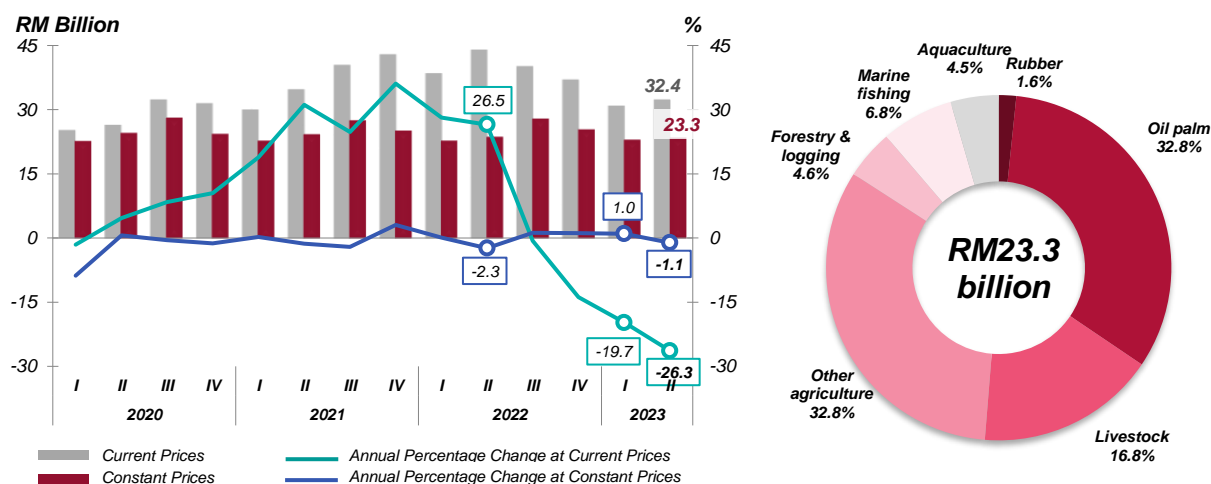 RM Billion
%
45
45
30
30
15
15
0
0
-15
-15
-30
-30
32.4
23.3
26.5
-2.3
1.0
-1.1
-19.7
-26.3
I II III IV I II III IV I II III IV I II
2020 2021 2022 2023
Current Prices
Constant Prices
Annual Percentage Change at Current Prices
Annual Percentage Change at Constant Prices
Aquaculture
4.5%
Rubber
1.6%
Marine
fishing
6.8%
Forestry &
logging
4.6%
Oil palm
32.8%
RM23.3
billion
Other
agriculture
32.8%
Livestock
16.8%